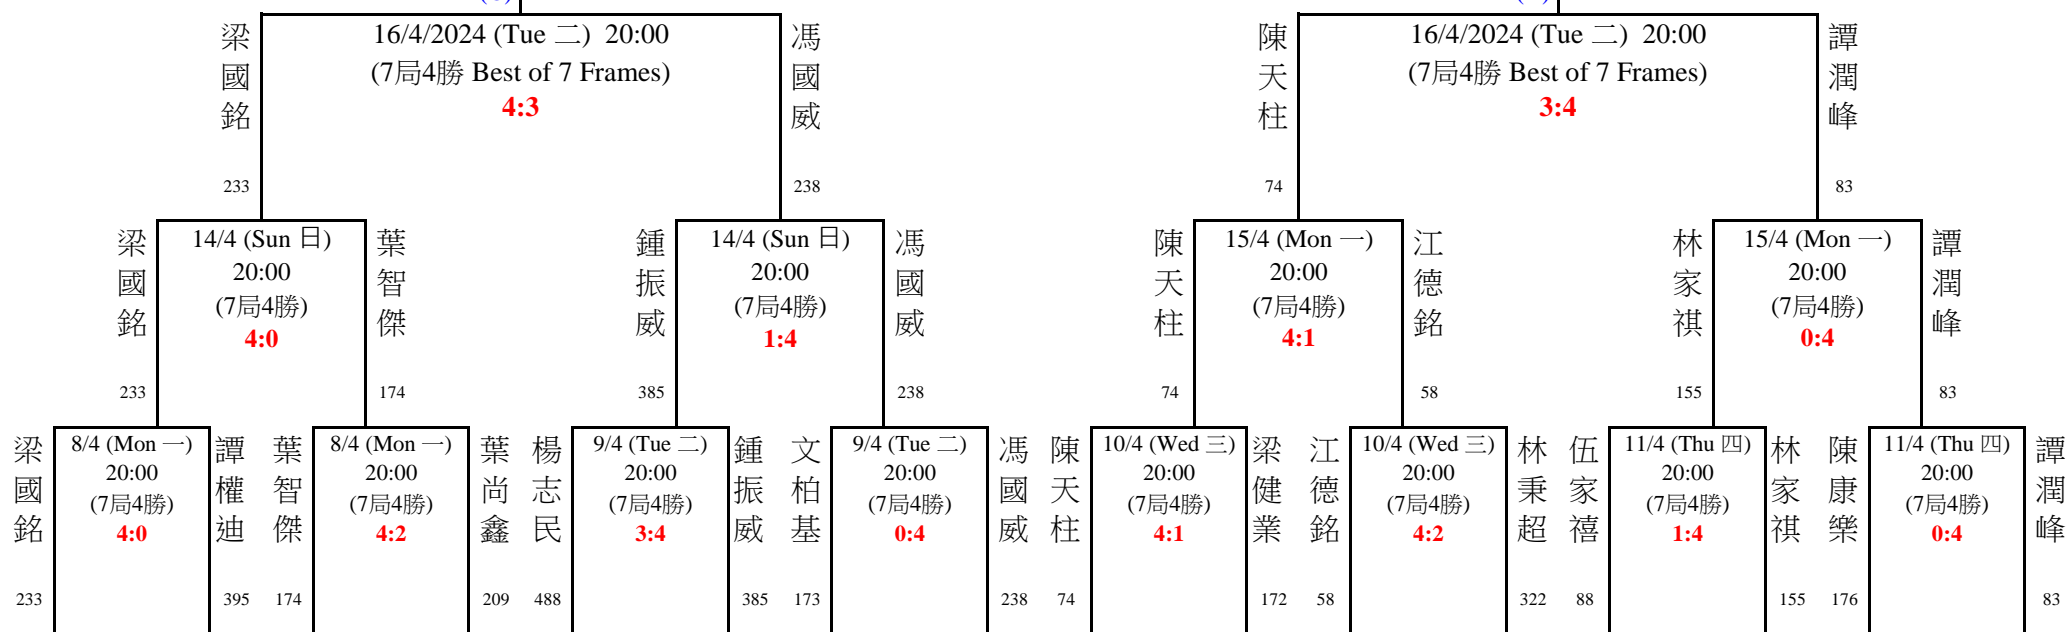 梁國銘
16/4/2024 (Tue 二) 20:00
(7局4勝 Best of 7 Frames)
4:3
馮國威
陳天柱
16/4/2024 (Tue 二) 20:00
(7局4勝 Best of 7 Frames)
3:4
譚潤峰
233
238
74
83
梁國銘
14/4 (Sun 日)
20:00
(7局4勝)
4:0
葉智傑
鍾振威
14/4 (Sun 日)
20:00
(7局4勝)
1:4
馮國威
陳天柱
15/4 (Mon 一)
20:00
(7局4勝)
4:1
江德銘
林家祺
15/4 (Mon 一)
20:00
(7局4勝)
0:4
譚潤峰
233
174
385
238
74
58
155
83
梁國銘
8/4 (Mon 一)
20:00
(7局4勝)
4:0
譚權迪
葉智傑
8/4 (Mon 一)
20:00
(7局4勝)
4:2
葉尚鑫
楊志民
9/4 (Tue 二)
20:00
(7局4勝)
3:4
鍾振威
文柏基
9/4 (Tue 二)
20:00
(7局4勝)
0:4
馮國威
陳天柱
10/4 (Wed 三)
20:00
(7局4勝)
4:1
梁健業
江德銘
10/4 (Wed 三)
20:00
(7局4勝)
4:2
林秉超
伍家禧
11/4 (Thu 四)
20:00
(7局4勝)
1:4
林家祺
陳康樂
11/4 (Thu 四)
20:00
(7局4勝)
0:4
譚潤峰
233
395
174
209
488
385
173
238
74
172
58
322
88
155
176
83